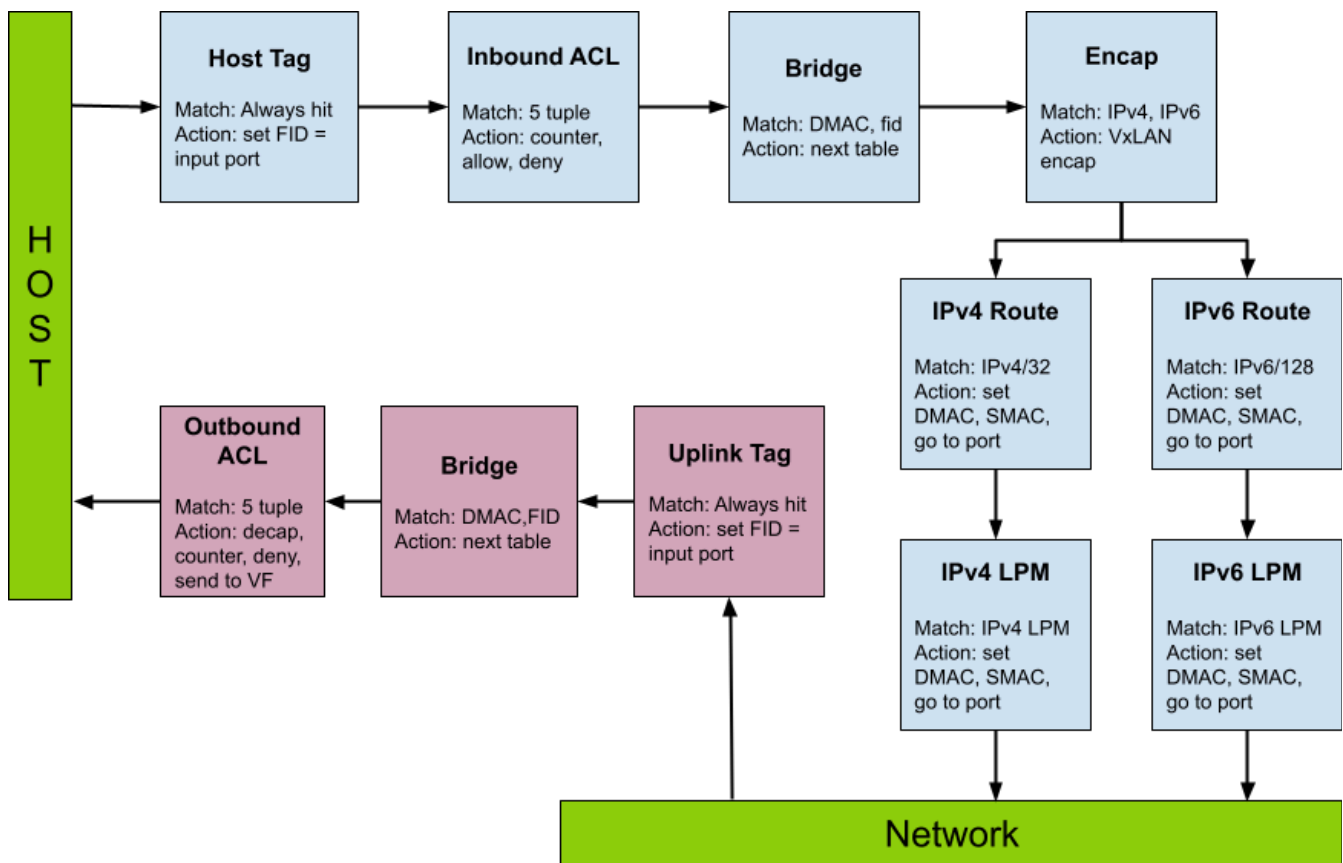 HOST
Host Tag
Match: Always hit
Action: set FID =
input port
Inbound ACL
Match: 5 tuple
Action: counter,
allow, deny
Bridge
Match: DMAC, fid
Action: next table
Encap
Match: IPv4, IPv6
Action: VxLAN
encap
IPv4 Route
Match: IPv4/32
Action: set
DMAC, SMAC,
go to port
IPv6 Route
Match: IPv6/128
Action: set
DMAC, SMAC,
go to port
Outbound
ACL
Match: 5 tuple
Action: decap,
counter, deny,
send to VF
Bridge
Match: DMAC,FID
Action: next table
Uplink Tag
Match: Always hit
Action: set FID =
input port
IPv4 LPM
Match: IPv4 LPM
Action: set
DMAC, SMAC,
go to port
IPv6 LPM
Match: IPv6 LPM
Action: set
DMAC, SMAC,
go to port
Network